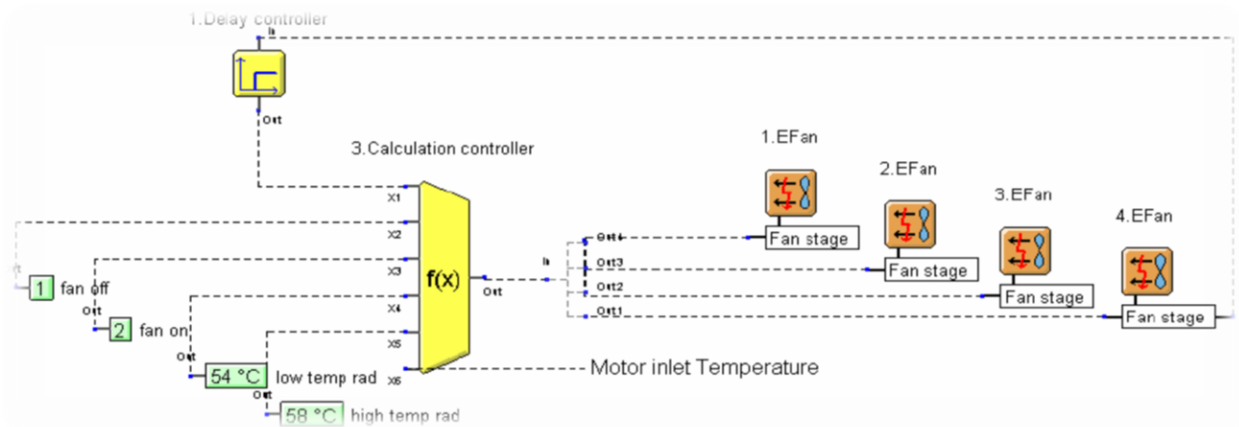 1.Delay controller
In
Out
3.Calculation controller
X1
X2
X3
X4
X5
X6
f(x)
Out
In
Out4
Out3
Out2
Out1
1.EFan
Fan stage
2.EFan
Fan stage
3.EFan
Fan stage
4.EFan
Fan stage
1 fan off
Out
2 fan on
Out
54 °C low temp rad
Out
58 °C high temp rad
Motor inlet Temperature